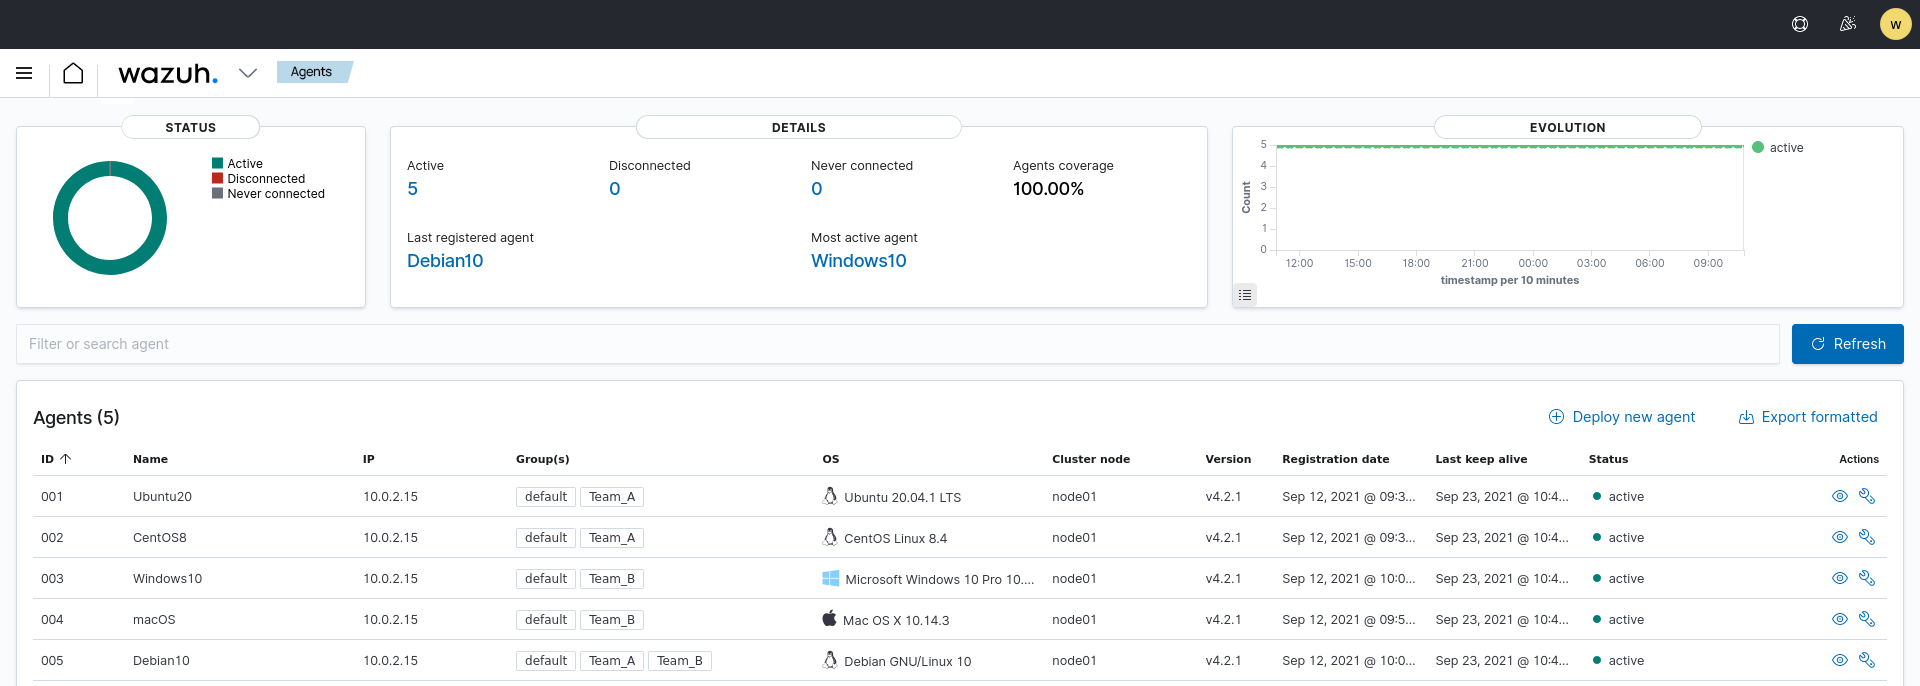 W
wazuh. Agents
STATUS
Active
Disconnected
Never connected
DETAILS
Active Disconnected Never connected Agents coverage
5 0 0 100.00%
Last registered agent Most active agent
Debian10 Windows10
EVOLUTION
5
4
3
2
1
0
Count
12:00 15:00 18:00 21:00 00:00 03:00 06:00 09:00
timestamp per 10 minutes
active
Filter or search agent Refresh
Agents (5) Deploy new agent Export formatted
ID Name IP Group(s) OS Cluster node Version Registration date Last keep alive Status Actions
001 Ubuntu20 10.0.2.15 default Team_A Ubuntu 20.04.1 LTS node01 v4.2.1 Sep 12, 2021 @ 09:3... Sep 23, 2021 @ 10:4... active
002 CentOS8 10.0.2.15 default Team_A CentOS Linux 8.4 node01 v4.2.1 Sep 12, 2021 @ 09:3... Sep 23, 2021 @ 10:4... active
003 Windows10 10.0.2.15 default Team_B Microsoft Windows 10 Pro 10.... node01 v4.2.1 Sep 12, 2021 @ 10:0... Sep 23, 2021 @ 10:4... active
004 macOS 10.0.2.15 default Team_B Mac OS X 10.14.3 node01 v4.2.1 Sep 12, 2021 @ 09:5... Sep 23, 2021 @ 10:4... active
005 Debian10 10.0.2.15 default Team_A Team_B Debian GNU/Linux 10 node01 v4.2.1 Sep 12, 2021 @ 10:0... Sep 23, 2021 @ 10:4... active